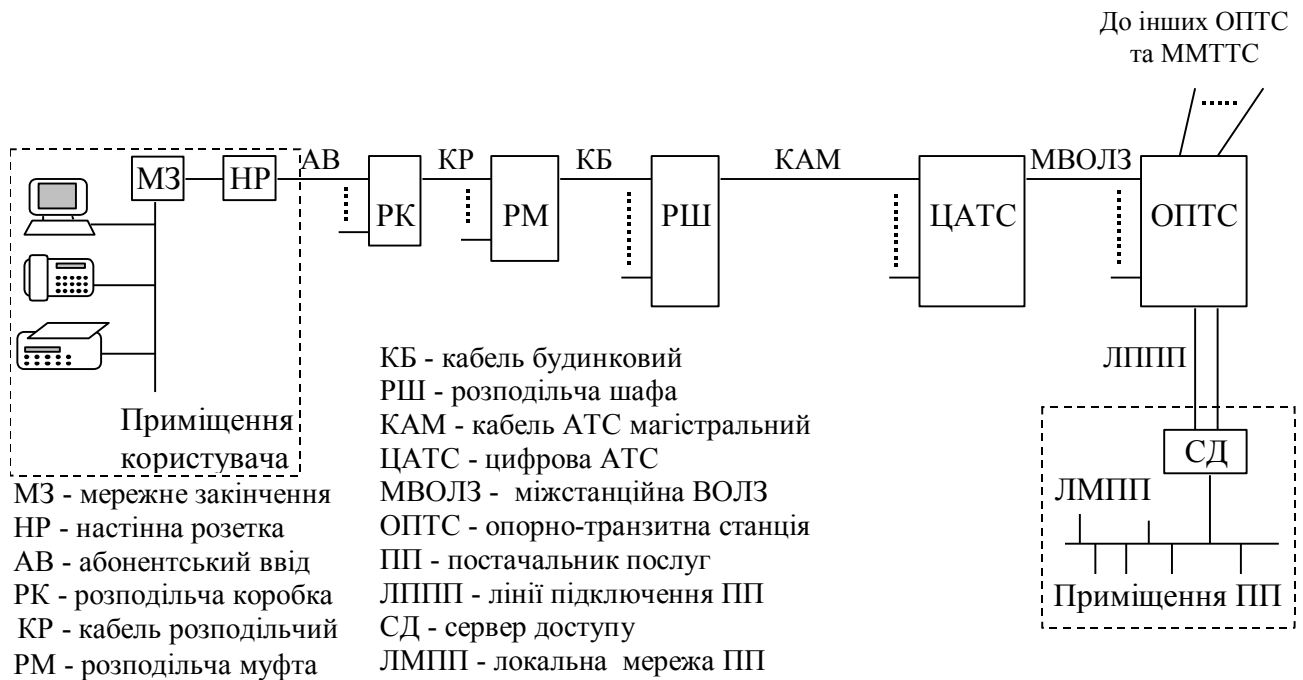 До інших ОПТС
та ММТТС
АВ
КР
КБ
КАМ
МВОЛЗ
МЗ
НР
РК
РМ
РШ
ЦАТС
ОПТС
ЛППП
Приміщення
користувача
СД
ЛМПП
Приміщення ПП
МЗ - мережне закінчення
НР - настінна розетка
АВ - абонентський ввід
РК - розподільча коробка
КР - кабель розподільчий
РМ - розподільча муфта
КБ - кабель будинковий
РШ - розподільча шафа
КАМ - кабель АТС магістральний
ЦАТС - цифрова АТС
МВОЛЗ - міжстанційна ВОЛЗ
ОПТС - опорно-транзитна станція
ПП - постачальник послуг
ЛППП - лінії підключення ПП
СД - сервер доступу
ЛМПП - локальна мережа ПП